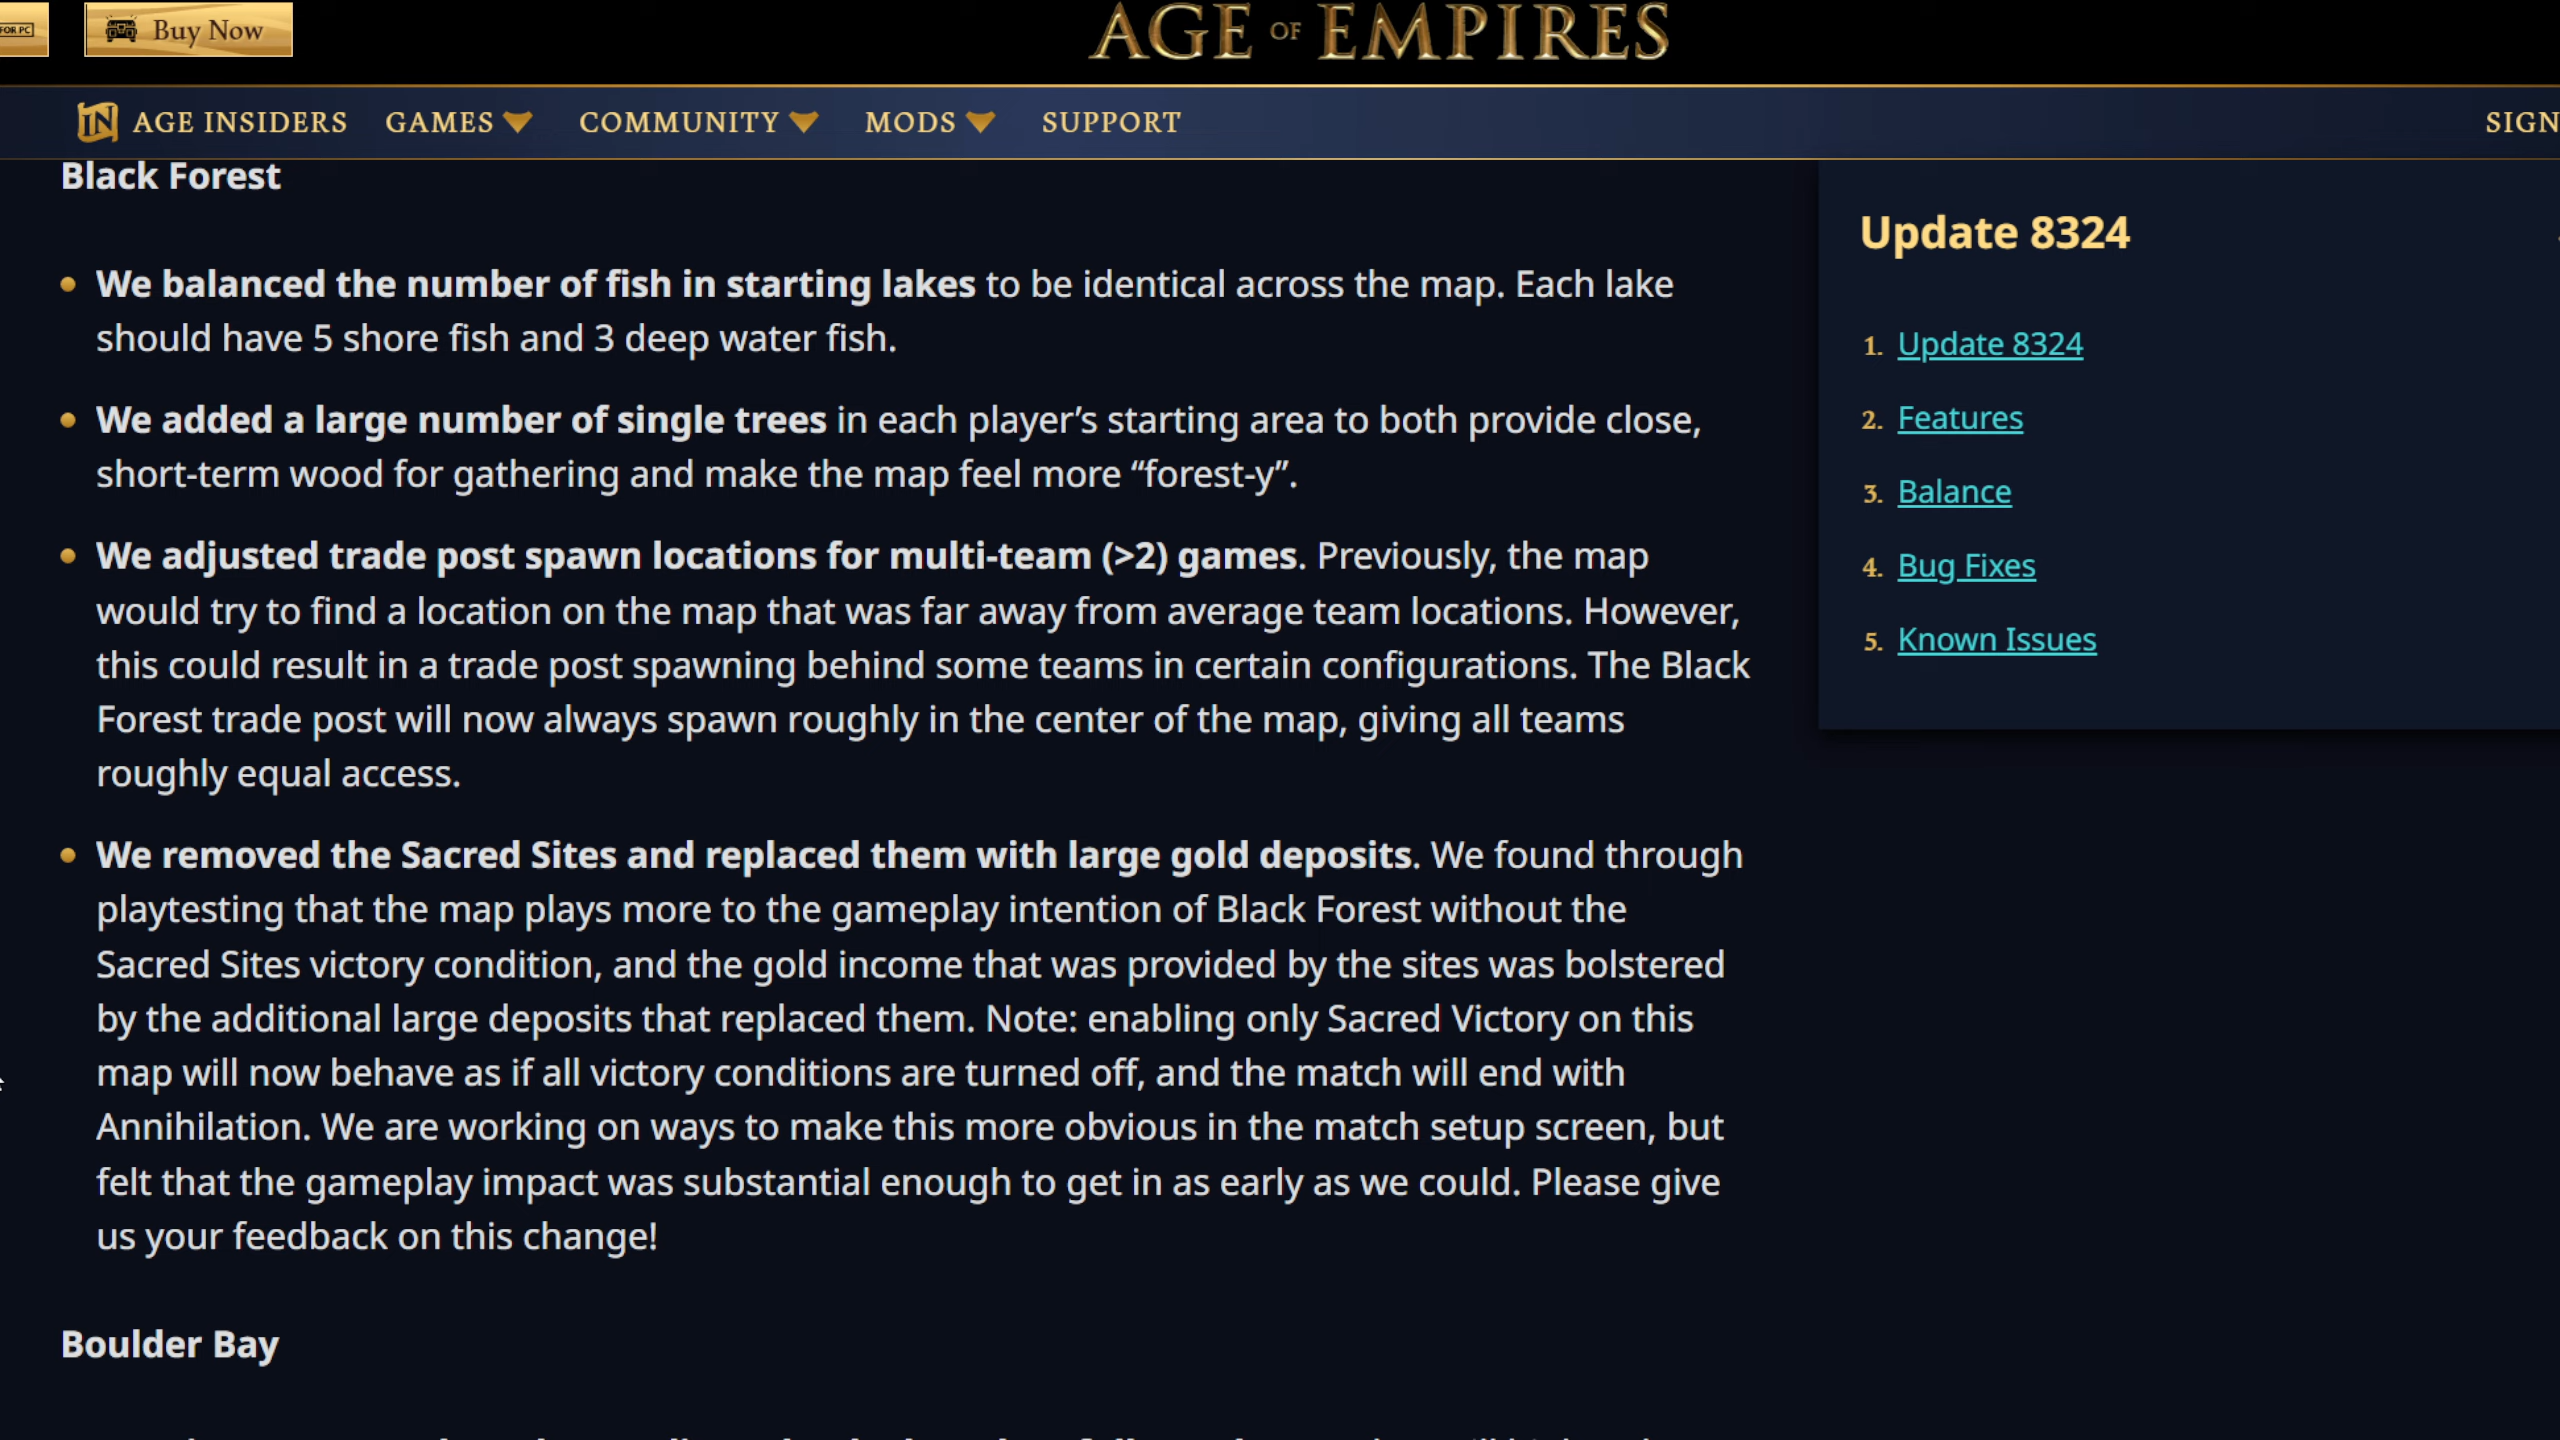 FOR PC
Buy Now
AGE OF EMPIRES
AGE INSIDERS GAMES COMMUNITY MODS SUPPORT SIGN
Black Forest
We balanced the number of fish in starting lakes to be identical across the map. Each lake
should have 5 shore fish and 3 deep water fish.
We added a large number of single trees in each player’s starting area to both provide close,
short-term wood for gathering and make the map feel more “forest-y”.
We adjusted trade post spawn locations for multi-team (>2) games. Previously, the map
would try to find a location on the map that was far away from average team locations. However,
this could result in a trade post spawning behind some teams in certain configurations. The Black
Forest trade post will now always spawn roughly in the center of the map, giving all teams
roughly equal access.
We removed the Sacred Sites and replaced them with large gold deposits. We found through
playtesting that the map plays more to the gameplay intention of Black Forest without the
Sacred Sites victory condition, and the gold income that was provided by the sites was bolstered
by the additional large deposits that replaced them. Note: enabling only Sacred Victory on this
map will now behave as if all victory conditions are turned off, and the match will end with
Annihilation. We are working on ways to make this more obvious in the match setup screen, but
felt that the gameplay impact was substantial enough to get in as early as we could. Please give
us your feedback on this change!
Boulder Bay
Update 8324
1. Update 8324
2. Features
3. Balance
4. Bug Fixes
5. Known Issues